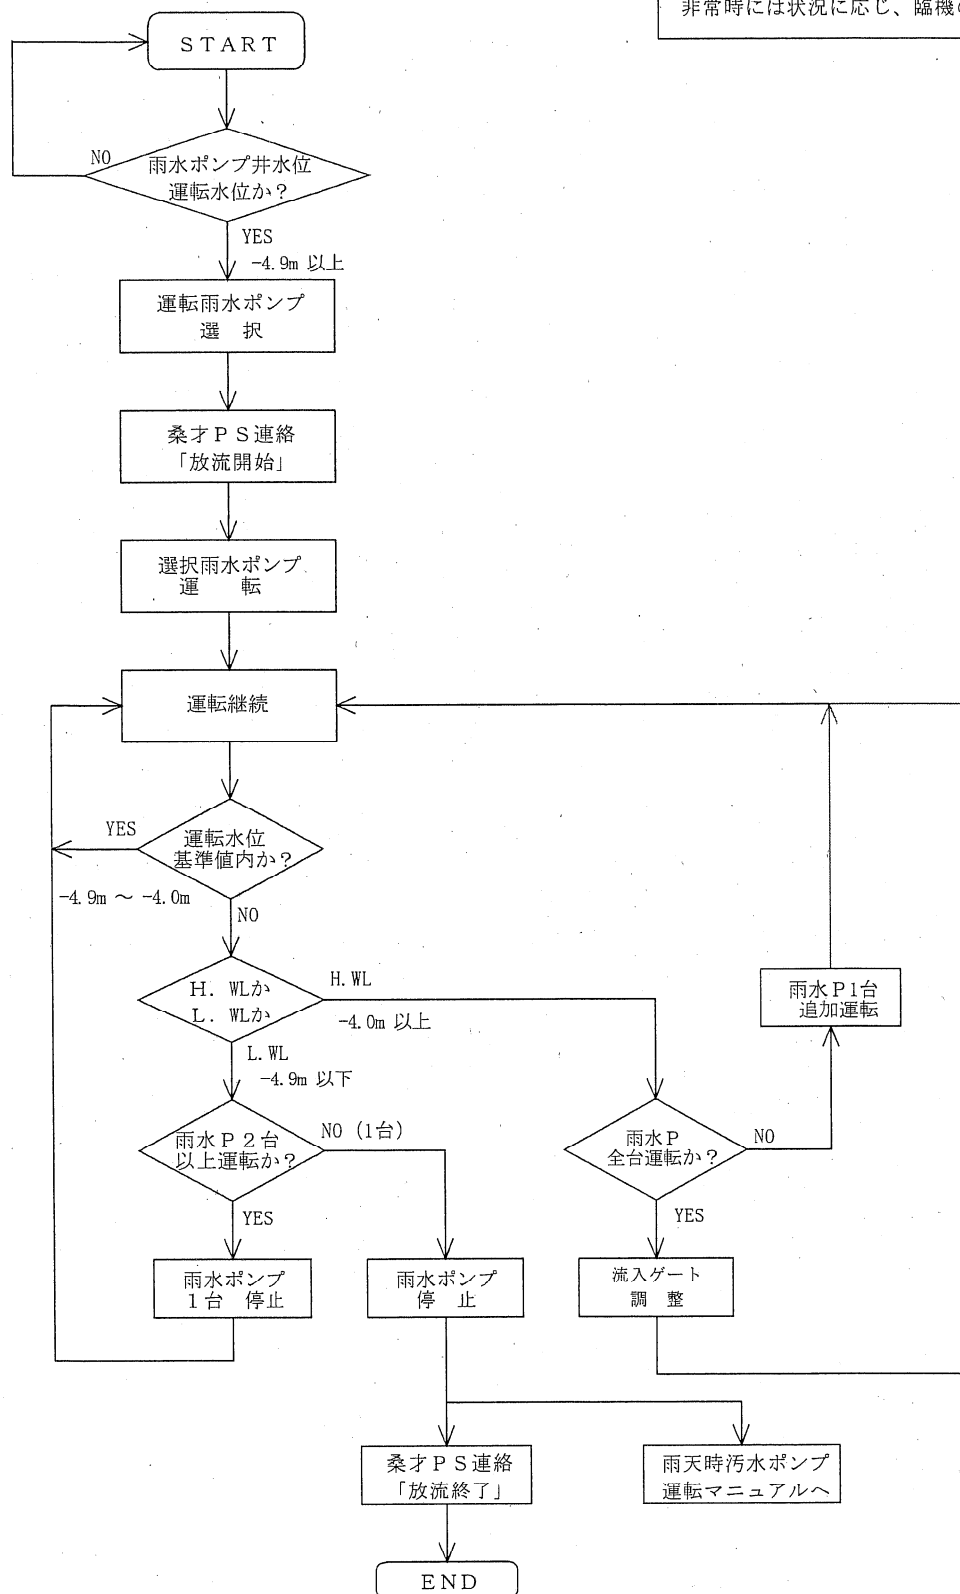 非常時には状況に応じ、臨機
START
NO
雨水ポンプ井水位
運転水位か？
YES
-4.9m 以上
運転雨水ポンプ
選　択
桑才ＰＳ連絡
「放流開始」
選択雨水ポンプ
運　　転
運転継続
YES
運転水位
基準値内か？
-4.9m ～ -4.0m
NO
H. WLか
L. WLか
H.WL
-4.0m 以上
雨水Ｐ1台
追加運転
L.WL
-4.9m 以下
雨水Ｐ２台
以上運転か？
NO (1台)
雨水Ｐ
全台運転か？
NO
YES
YES
雨水ポンプ
１台　停止
雨水ポンプ
停　止
流入ゲート
調　整
桑才ＰＳ連絡
「放流終了」
雨天時汚水ポンプ
運転マニュアルへ
END